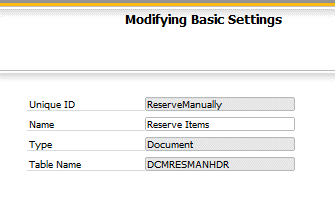 Modifying Basic Settings
Unique ID ReserveManually
Name Reserve Items
Type Document
Table Name DCMRESMANHDR